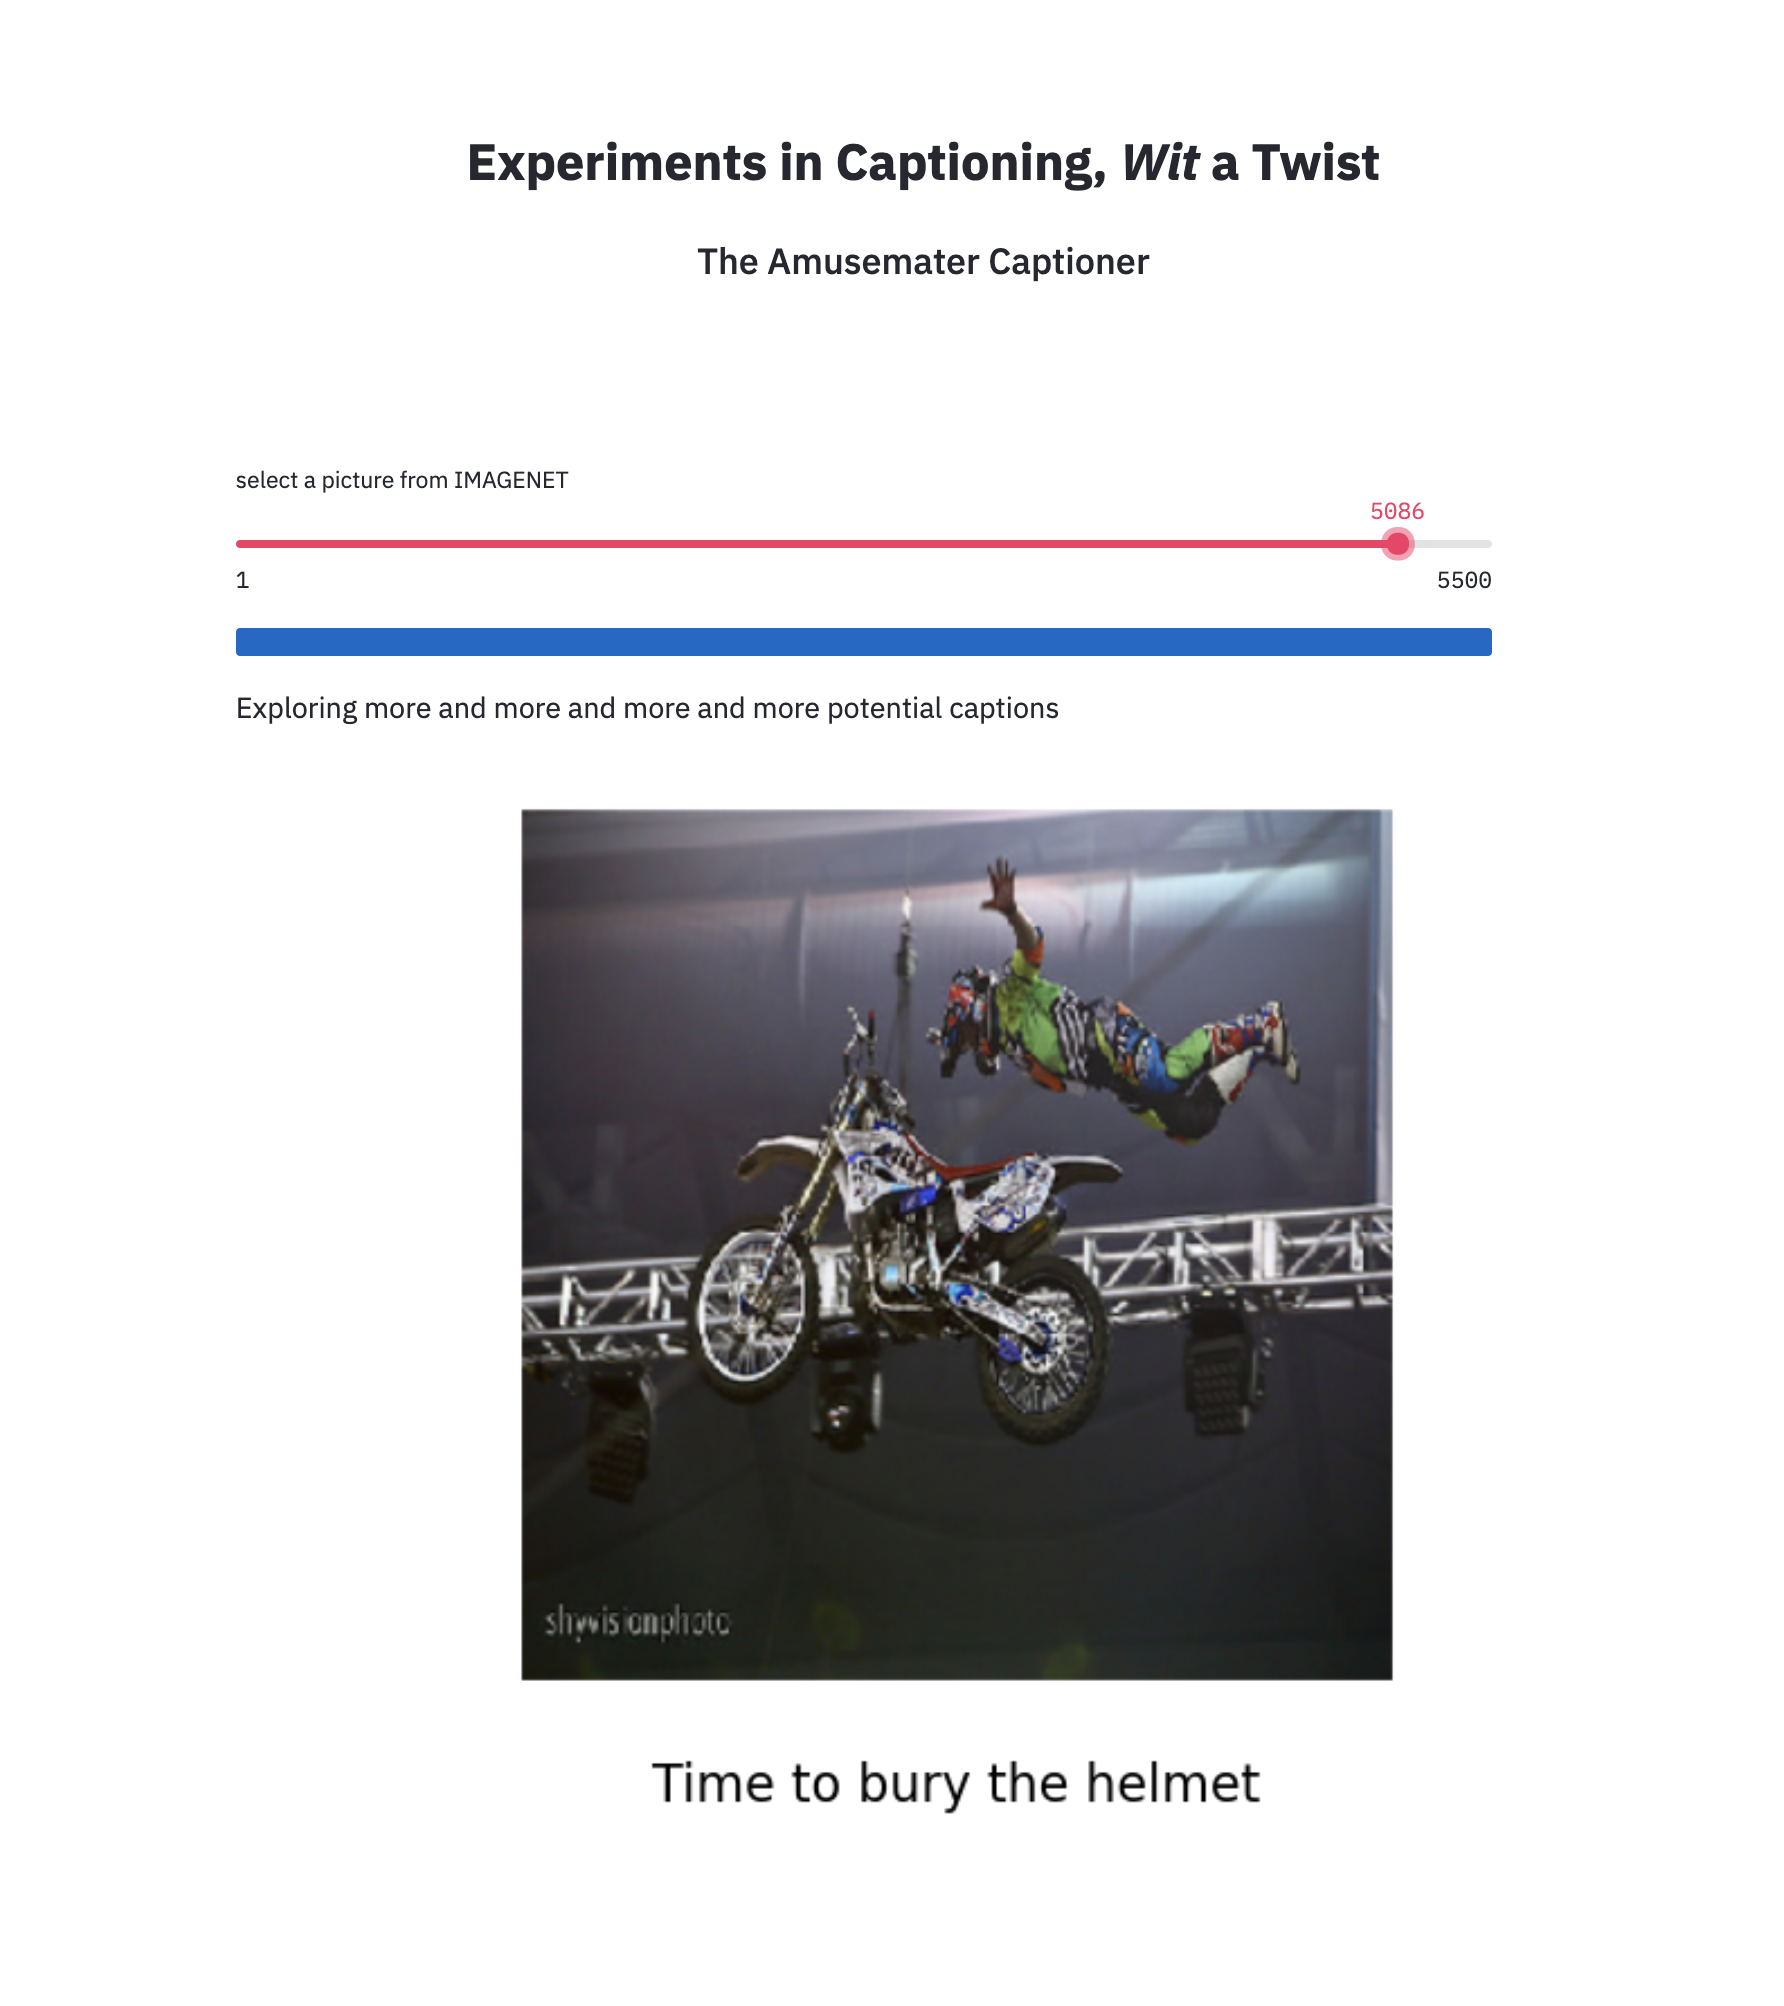 Experiments in Captioning, Wit a Twist
The Amusemater Captioner
select a picture from IMAGENET
5086
1 5500
Exploring more and more and more and more potential captions
shyvisionphoto
Time to bury the helmet